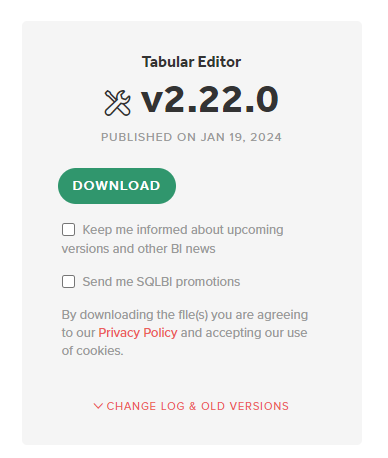 Tabular Editor
v2.22.0
PUBLISHED ON JAN 19, 2024
DOWNLOAD
Keep me informed about upcoming
versions and other BI news
Send me SQLBI promotions
By downloading the file(s) you are agreeing
to our Privacy Policy and accepting our use
of cookies.
CHANGE LOG & OLD VERSIONS